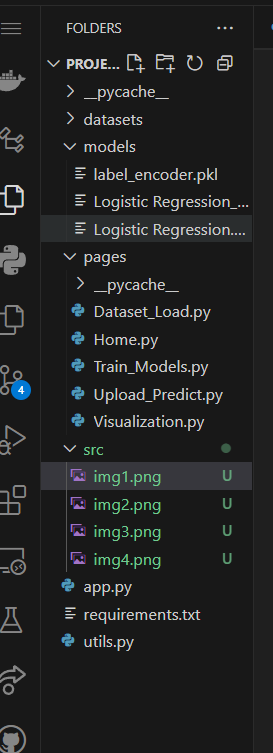 FOLDERS
PROJE...
__pycache__
datasets
models
label_encoder.pkl
Logistic Regression_...
Logistic Regression....
pages
__pycache__
Dataset_Load.py
Home.py
Train_Models.py
Upload_Predict.py
Visualization.py
4
src
img1.png U
img2.png U
img3.png U
img4.png U
app.py
requirements.txt
utils.py